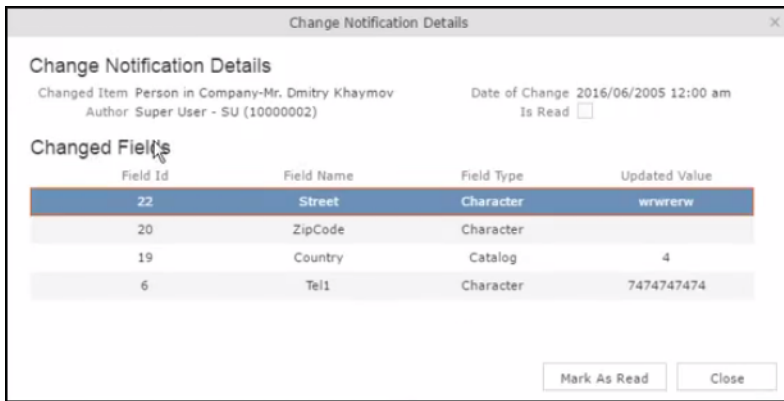 Change Notification Details
Change Notification Details
Changed Item Person in Company-Mr. Dmitry Khaymov Date of Change 2016/06/2005 12:00 am
Author Super User - SU (10000002) Is Read
Changed Fields
Field Id Field Name Field Type Updated Value
22 Street Character wrwrerw
20 ZipCode Character
19 Country Catalog 4
6 Tel1 Character 7474747474
Mark As Read Close